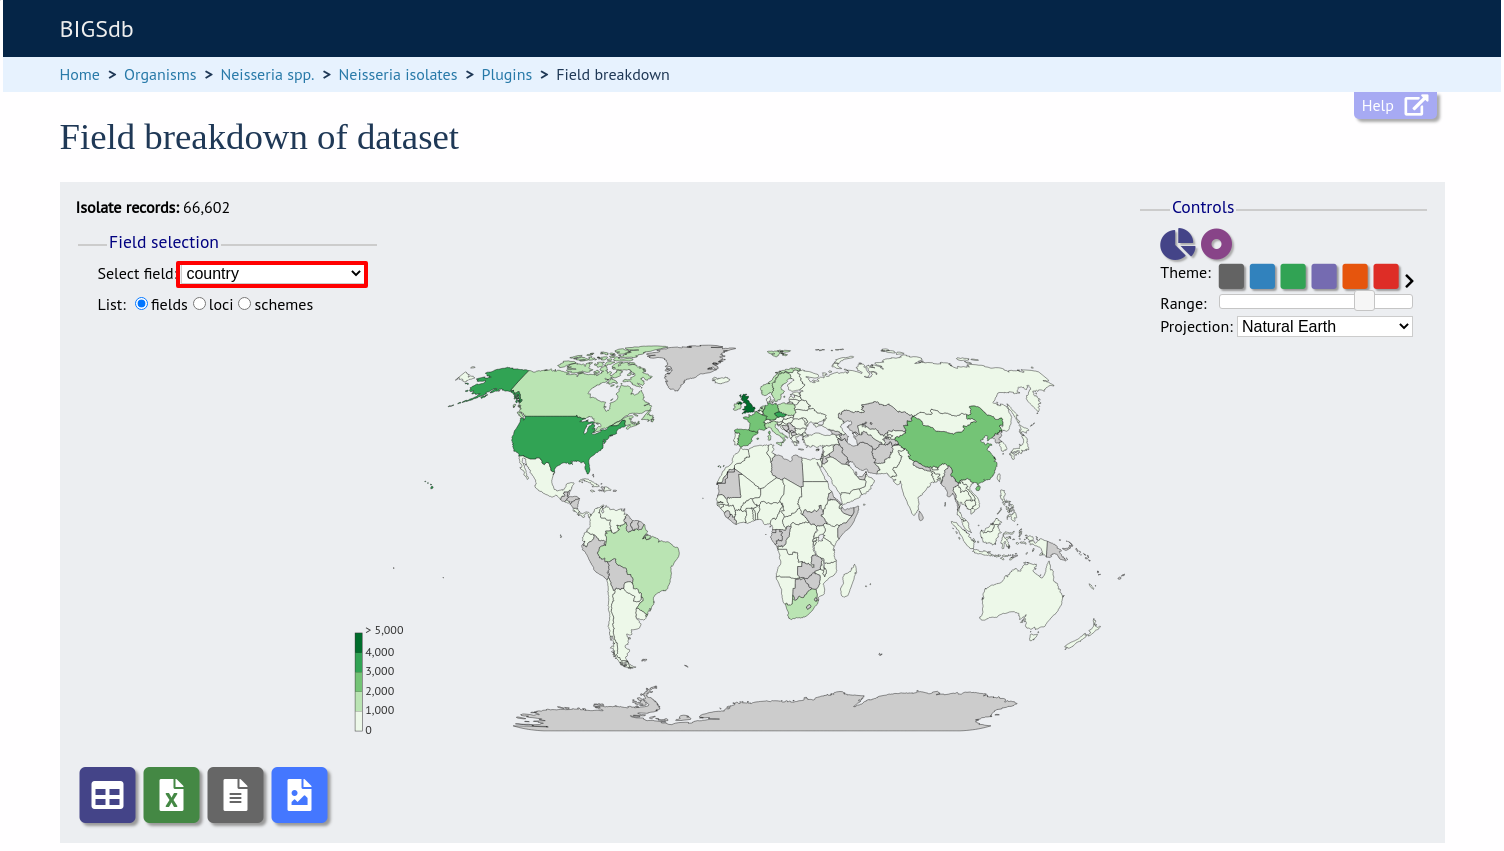 BIGSdb
Home > Organisms > Neisseria spp. > Neisseria isolates > Plugins > Field breakdown
Help
Field breakdown of dataset
Isolate records: 66,602
Controls
Field selection
Select field: country
Theme:
List: fields loci schemes
Range:
Projection: Natural Earth
> 5,000
4,000
3,000
2,000
1,000
0
X